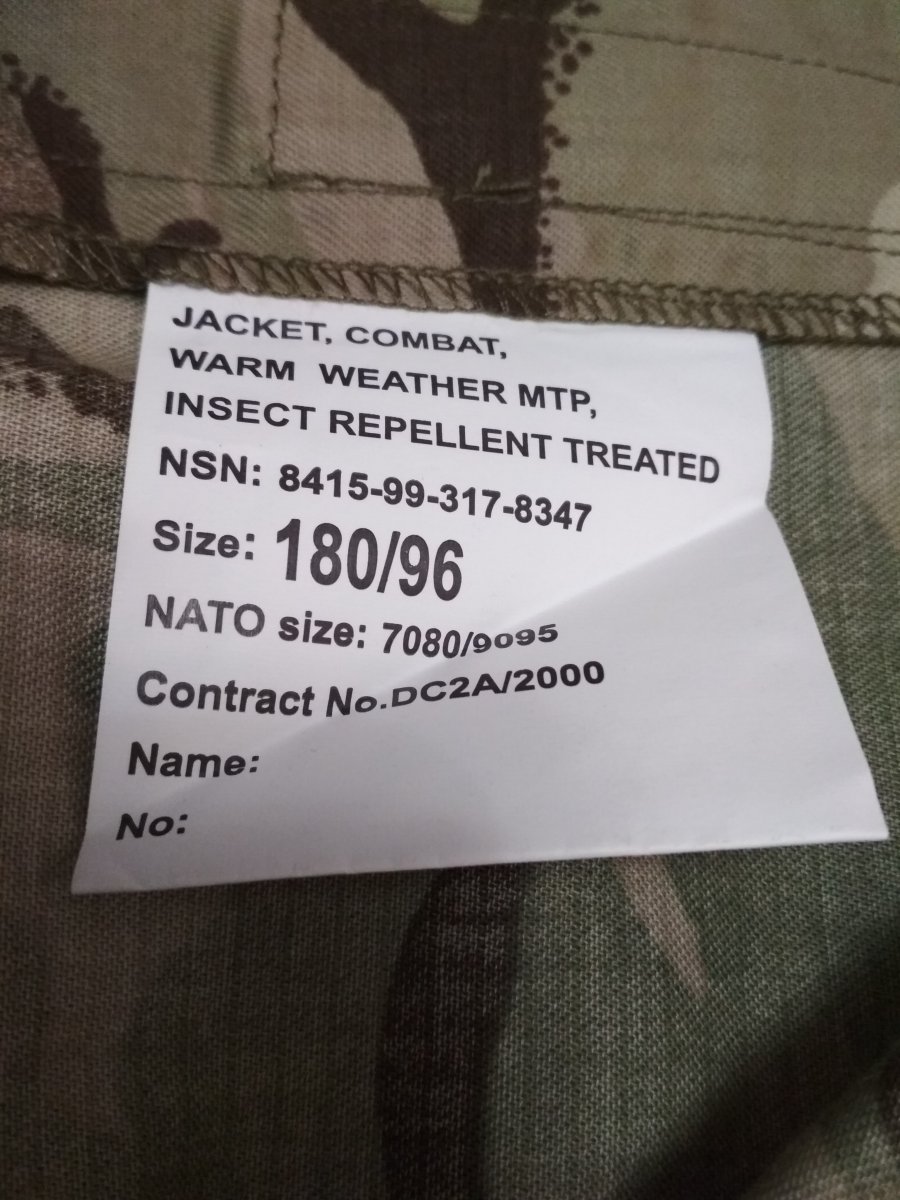 JACKET, COMBAT,
WARM WEATHER MTP,
INSECT REPELLENT TREATED
NSN: 8415-99-317-8347
Size: 180/96
NATO size: 7080/9095
Contract No.DC2A/2000
Name:
No: